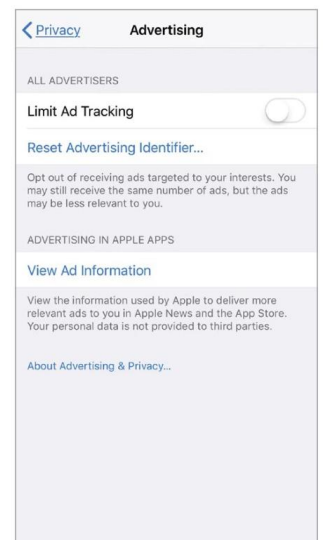 Privacy Advertising
ALL ADVERTISERS
Limit Ad Tracking
Reset Advertising Identifier...
Opt out of receiving ads targeted to your interests. You
may still receive the same number of ads, but the ads
may be less relevant to you.
ADVERTISING IN APPLE APPS
View Ad Information
View the information used by Apple to deliver more
relevant ads to you in Apple News and the App Store.
Your personal data is not provided to third parties.
About Advertising & Privacy...